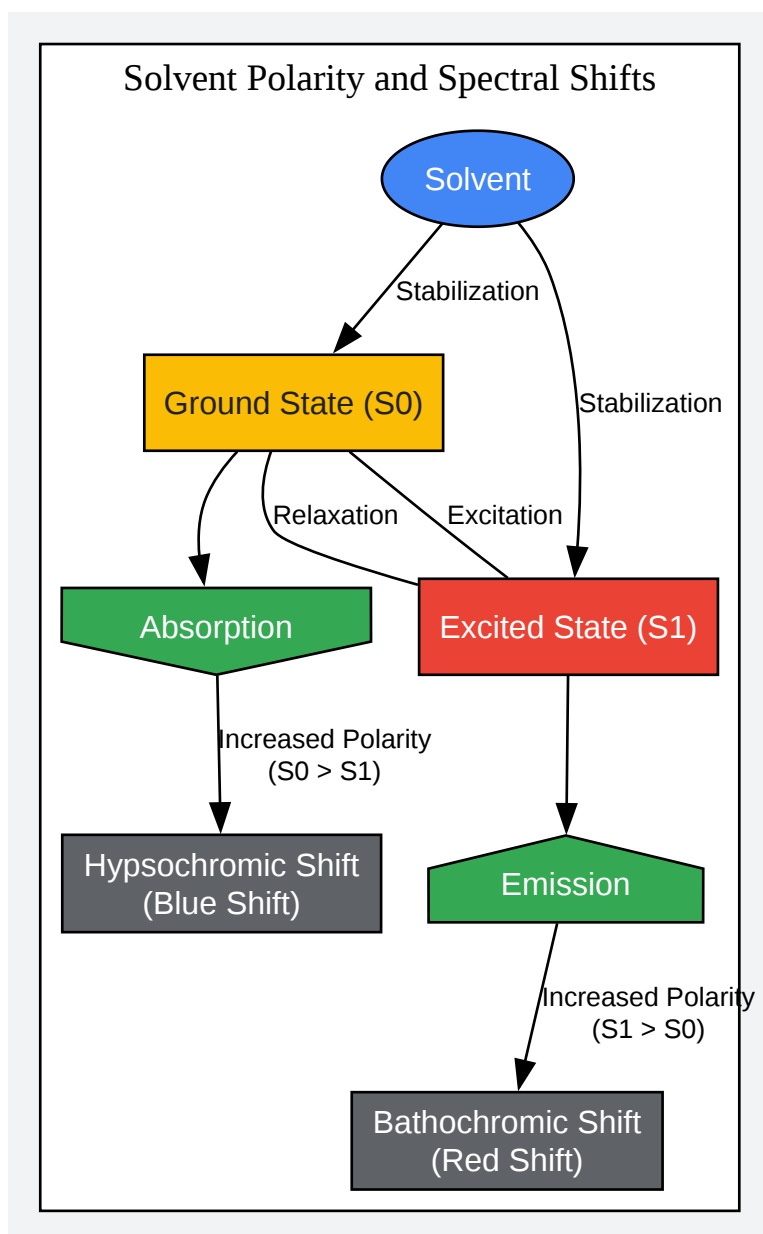 Solvent Polarity and Spectral Shifts
Solvent
Stabilization
Ground State (S0)
Stabilization
Relaxation
Excitation
Absorption
Excited State (S1)
Increased Polarity
(S0 > S1)
Hypsochromic Shift
(Blue Shift)
Emission
Increased Polarity
(S1 > S0)
Bathochromic Shift
(Red Shift)